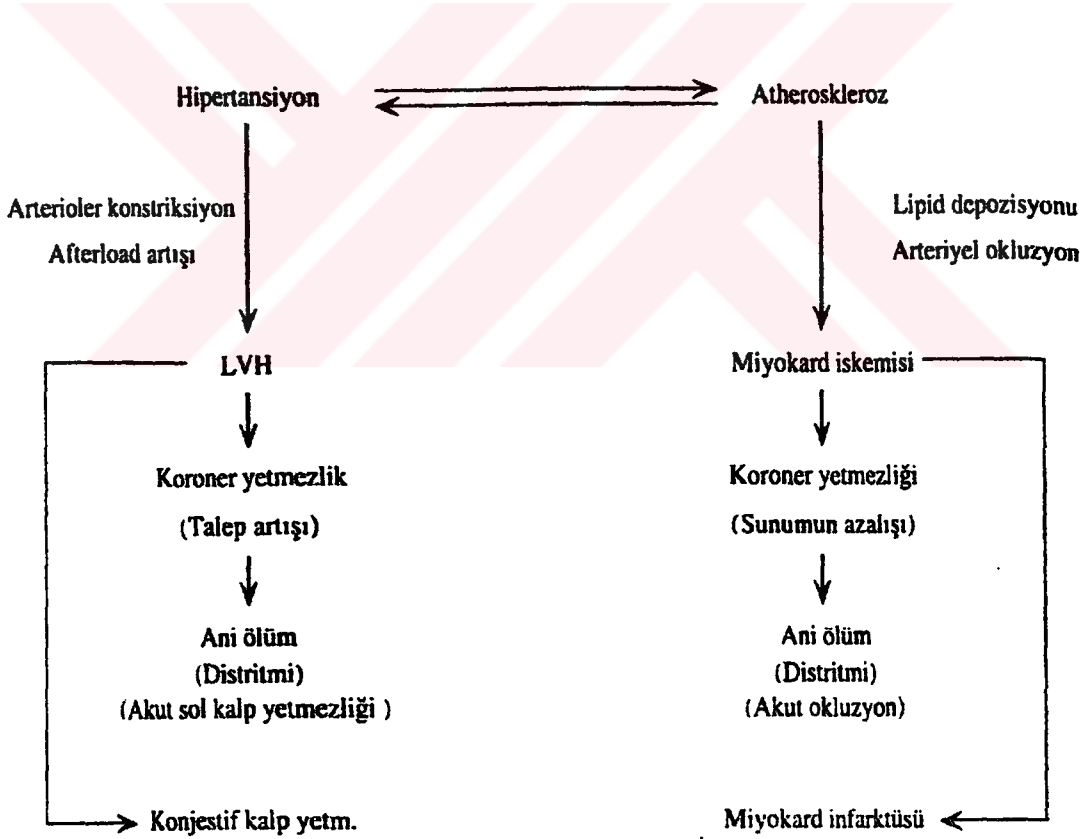 Hipertansiyon
Atheroskleroz
Arterioler konstriksiyon
Afterload artışı
Lipid depozisyonu
Arteriyel okluzyon
LVH
Miyokard iskemisi
Koroner yetmezlik
(Talep artışı)
Koroner yetmezliği
(Sunumun azalışı)
Ani ölüm
(Distritmi)
(Akut sol kalp yetmezliği )
Ani ölüm
(Distritmi)
(Akut okluzyon)
Konjestif kalp yetm.
Miyokard infarktüsü